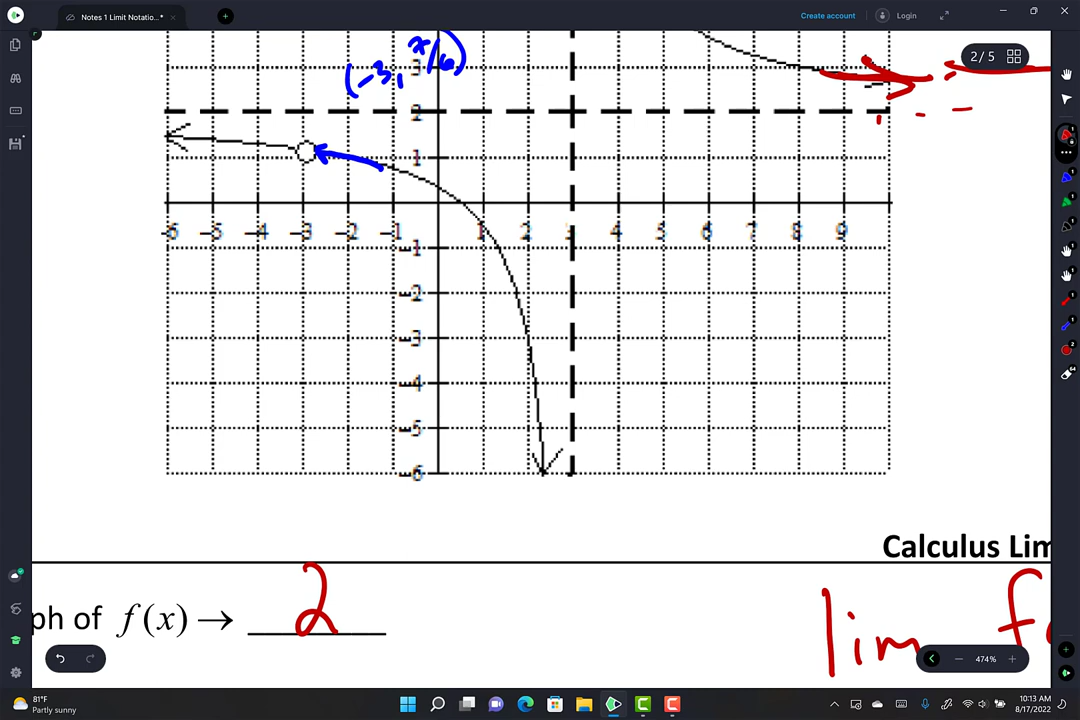 Notes 1 Limit Notatio...*
Create account
Login
2 / 5
(-3, 7/6)
3
2
1
-6 -5 -4 -3 -2 -1 1 2 3 4 5 6 7 8 9
-1
-2
-3
-4
-5
-6
Calculus Lim
ph of f(x) → 2
lim f
474%
81°F
Partly sunny
10:13 AM
8/17/2022